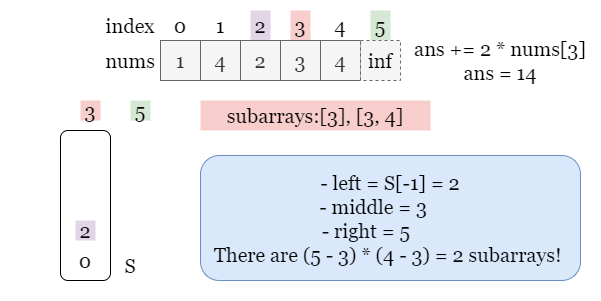 index 0 1 2 3 4 5
nums 1 4 2 3 4 inf
ans += 2 * nums[3]
ans = 14
3 5
subarrays:[3], [3, 4]
2
0 S
- left = S[-1] = 2
- middle = 3
- right = 5
There are (5 - 3) * (4 - 3) = 2 subarrays!